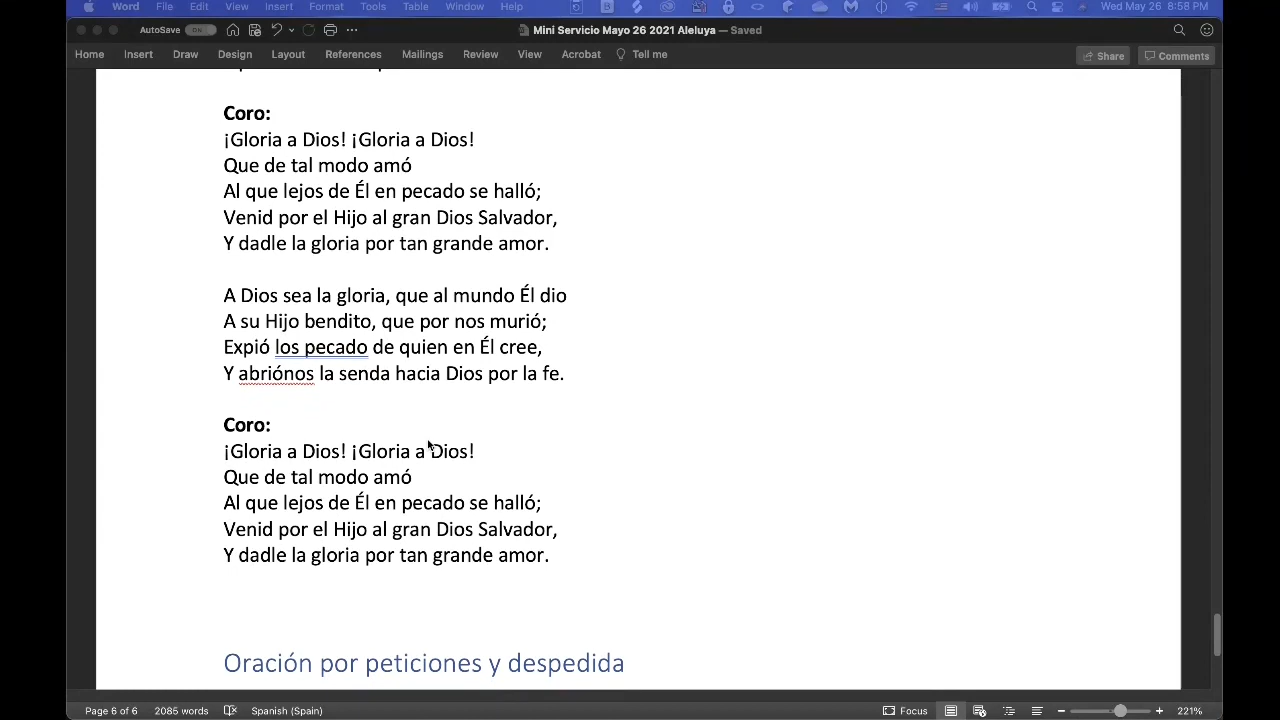 Word File Edit View Insert Format Tools Table Window Help Wed May 26 8:58 PM
AutoSave ON Mini Servicio Mayo 26 2021 Aleluya — Saved
Home Insert Draw Design Layout References Mailings Review View Acrobat Tell me Share Comments
Coro:
¡Gloria a Dios! ¡Gloria a Dios!
Que de tal modo amó
Al que lejos de Él en pecado se halló;
Venid por el Hijo al gran Dios Salvador,
Y dadle la gloria por tan grande amor.
A Dios sea la gloria, que al mundo Él dio
A su Hijo bendito, que por nos murió;
Expió los pecado de quien en Él cree,
Y abriónos la senda hacia Dios por la fe.
Coro:
¡Gloria a Dios! ¡Gloria a Dios!
Que de tal modo amó
Al que lejos de Él en pecado se halló;
Venid por el Hijo al gran Dios Salvador,
Y dadle la gloria por tan grande amor.
Oración por peticiones y despedida
Page 6 of 6 2085 words Spanish (Spain) Focus 221%